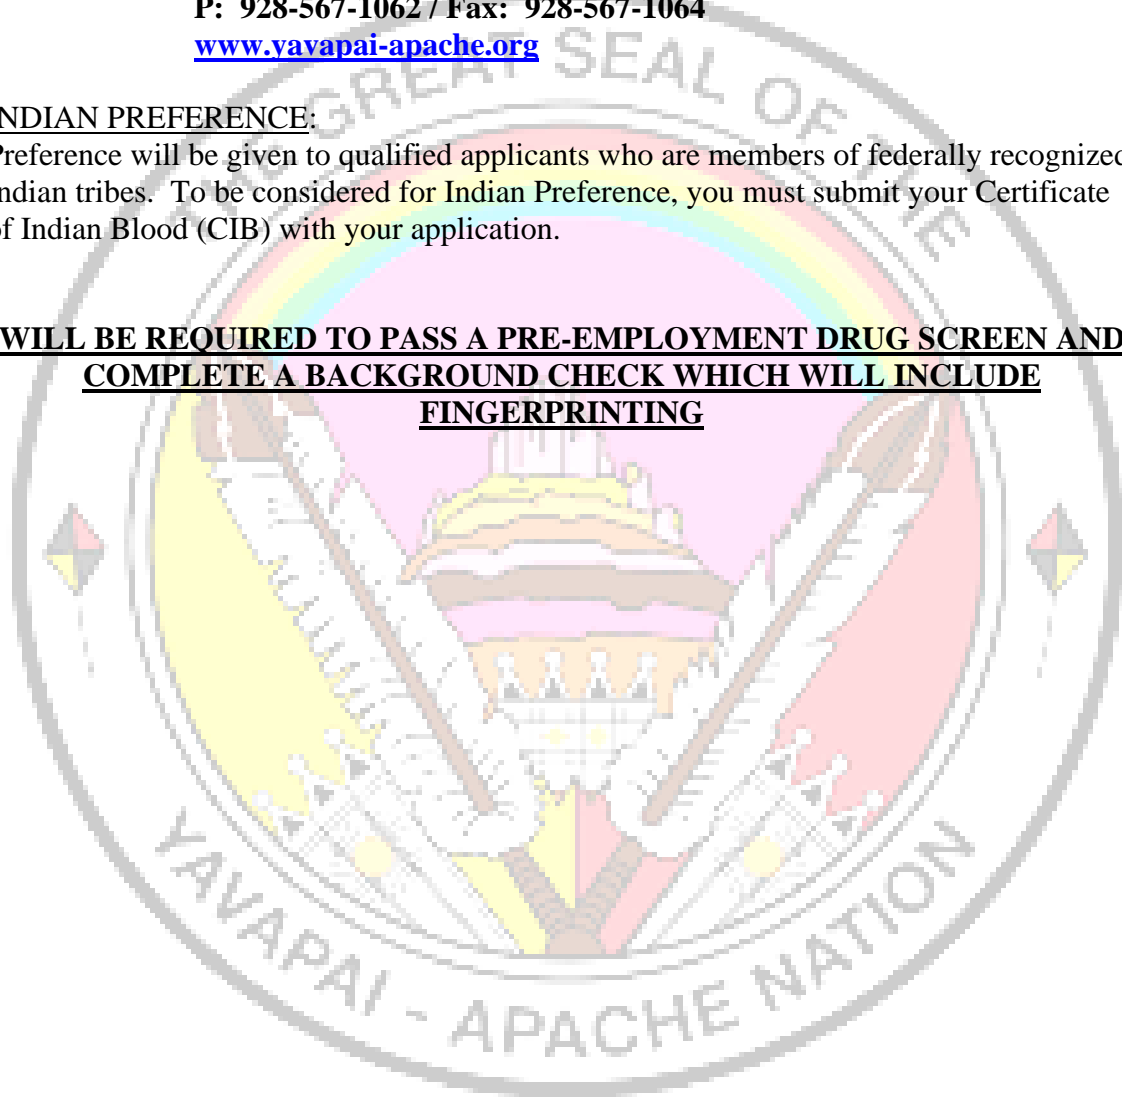 P: 928-567-1062 / Fax: 928-567-1064
www.yavapai-apache.org
NDIAN PREFERENCE:
Preference will be given to qualified applicants who are members of federally recognized
ndian tribes. To be considered for Indian Preference, you must submit your Certificate
of Indian Blood (CIB) with your application.
WILL BE REQUIRED TO PASS A PRE-EMPLOYMENT DRUG SCREEN AND
COMPLETE A BACKGROUND CHECK WHICH WILL INCLUDE
FINGERPRINTING
THE GREAT SEAL OF THE
YAVAPAI - APACHE NATION